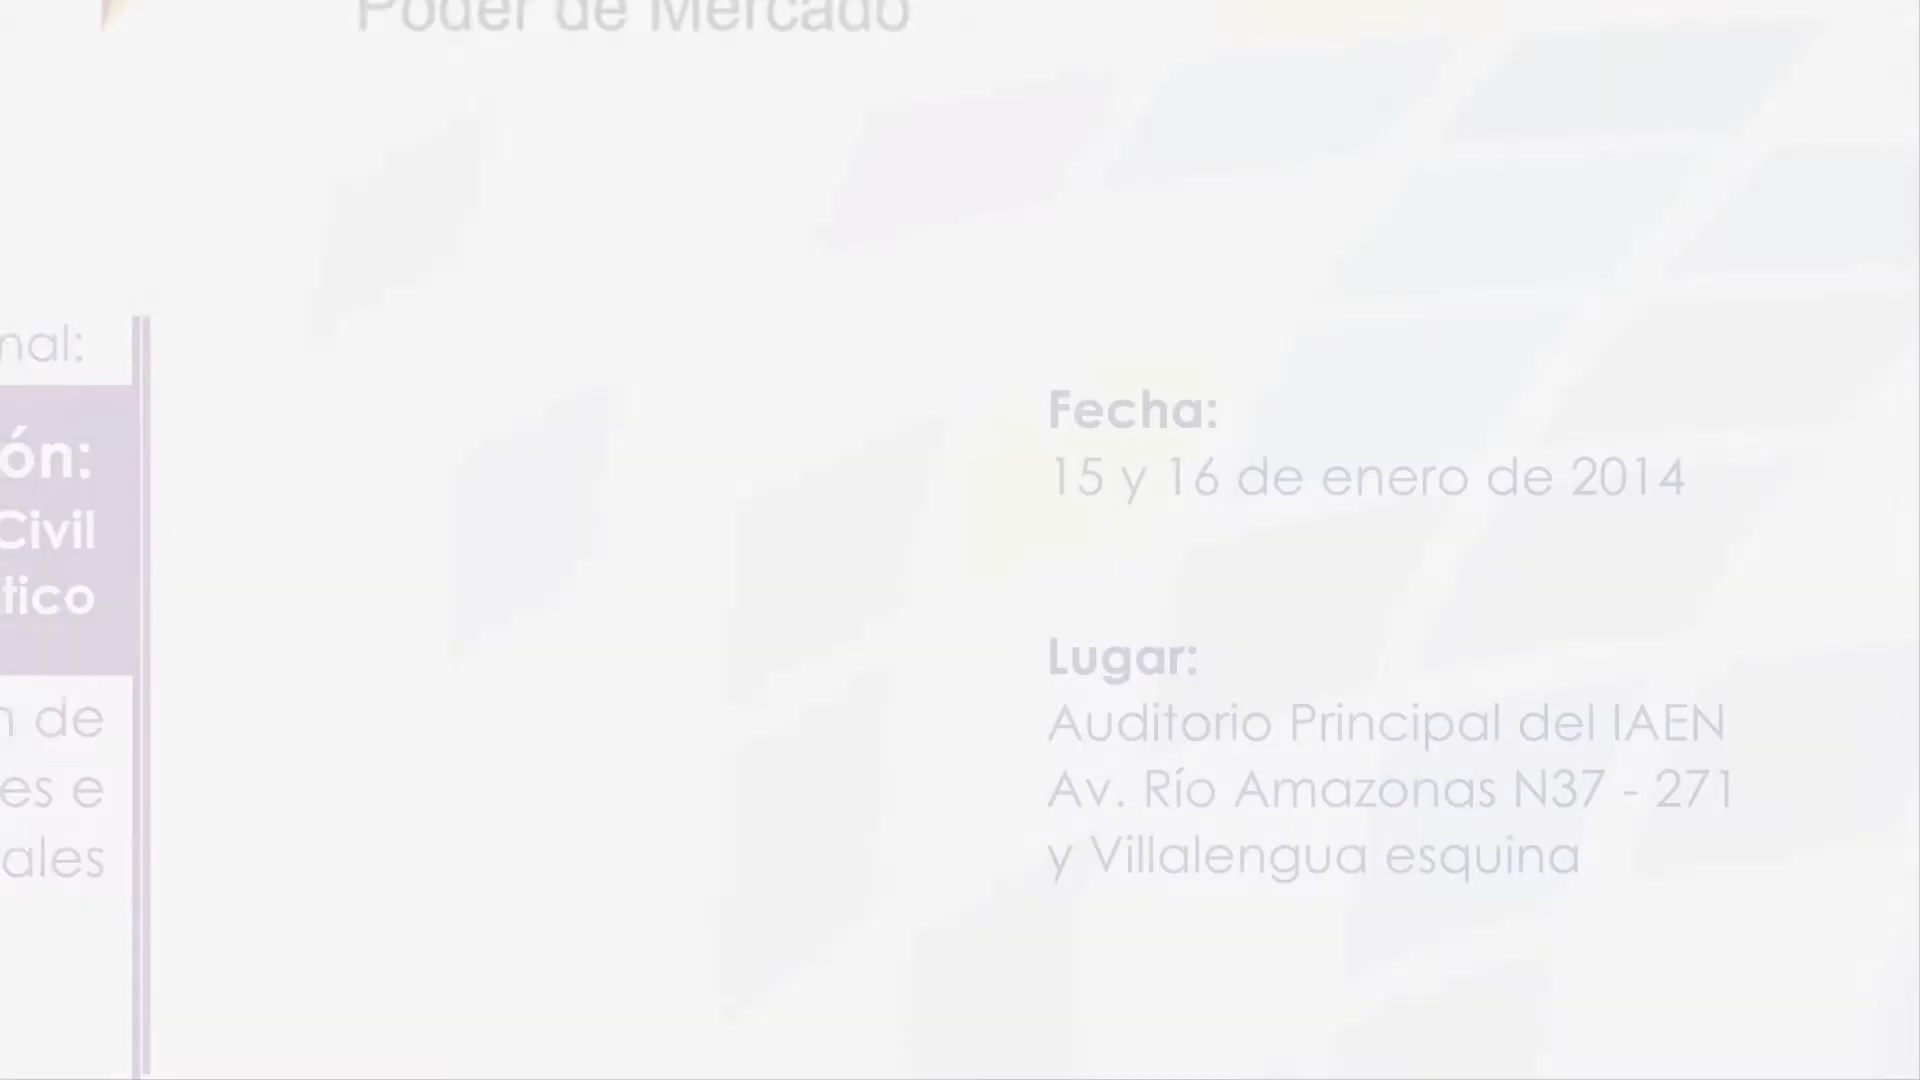 Poder de Mercado
nal:
ón:
Civil
tico
n de
es e
ales
Fecha:
15 y 16 de enero de 2014
Lugar:
Auditorio Principal del IAEN
Av. Río Amazonas N37 - 271
y Villalengua esquina